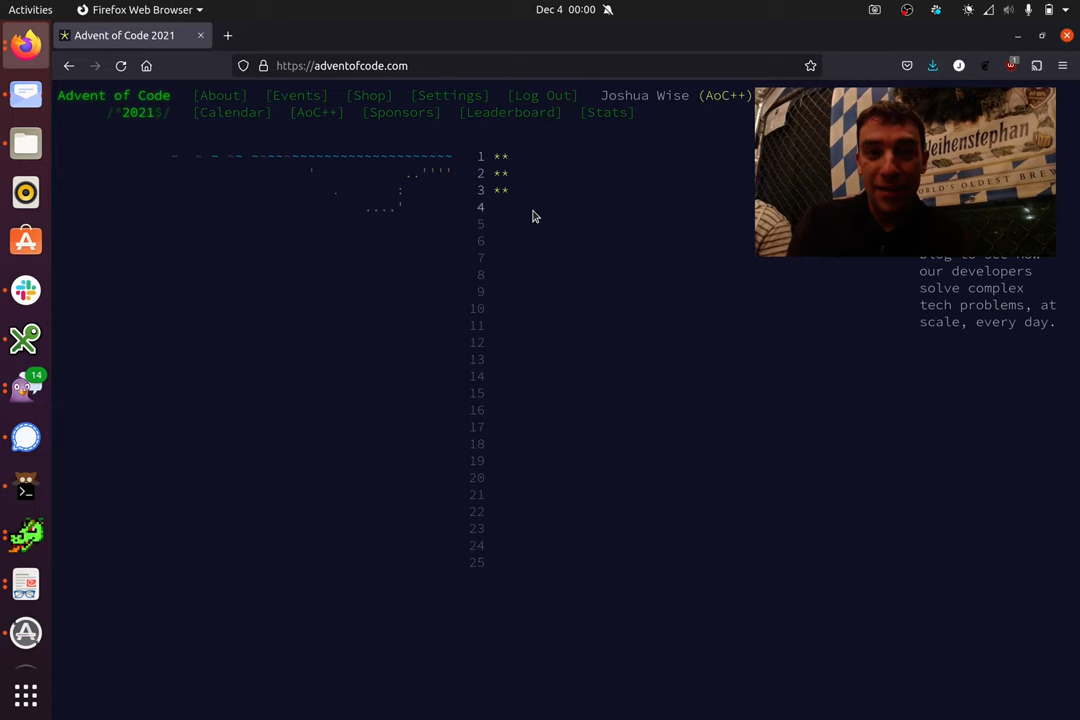 Activities
Firefox Web Browser
Dec 4 00:00
Advent of Code 2021
https://adventofcode.com
1
Advent of Code [About] [Events] [Shop] [Settings] [Log Out] Joshua Wise (AoC++)
/^2021$/ [Calendar] [AoC++] [Sponsors] [Leaderboard] [Stats]
Weihenstephan
WORLD'S OLDEST BREW
our developers
solve complex
tech problems, at
scale, every day.
1 **
2 **
3 **
4
5
6
7
8
9
10
11
12
13
14
15
16
17
18
19
20
21
22
23
24
25
14